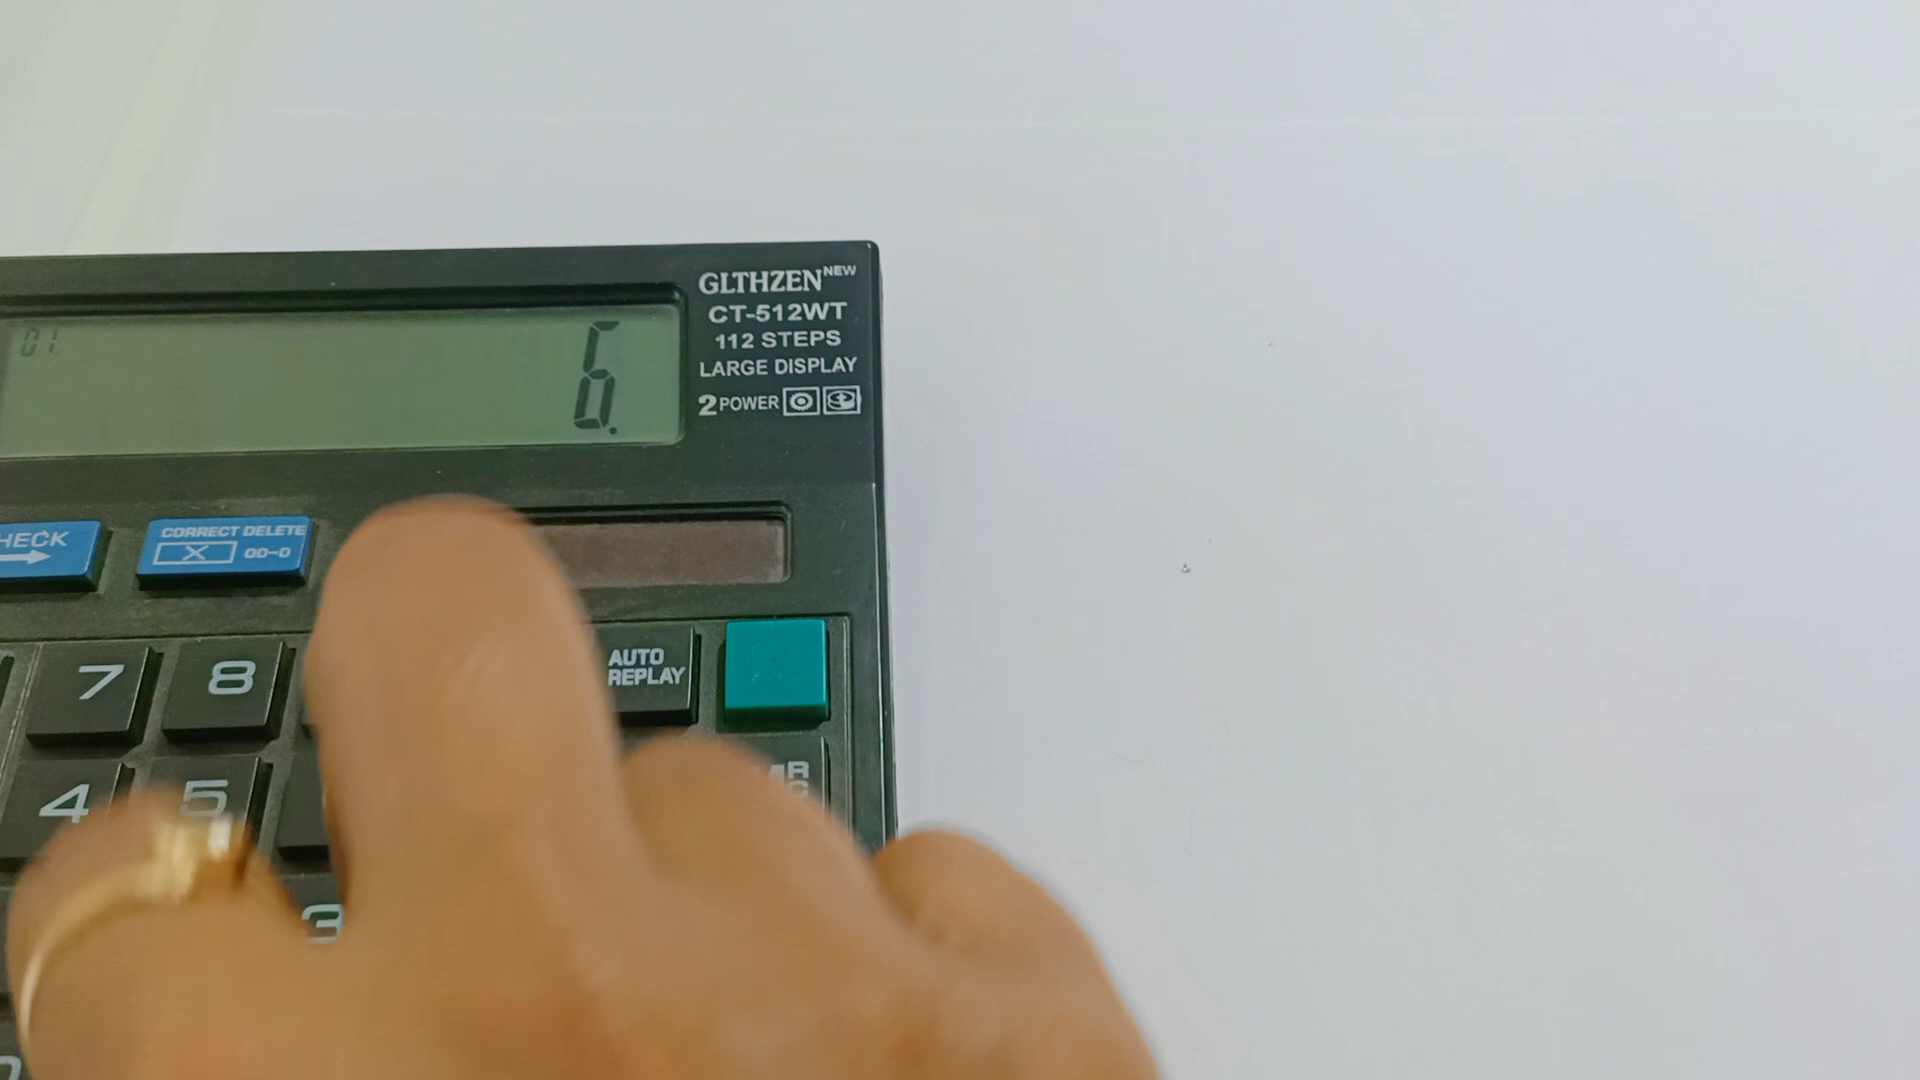 GLTHZEN NEW
CT-512WT
112 STEPS
LARGE DISPLAY
2 POWER
01
6.
HECK
CORRECT DELETE
00→0
7
8
AUTO
REPLAY
4
5
3